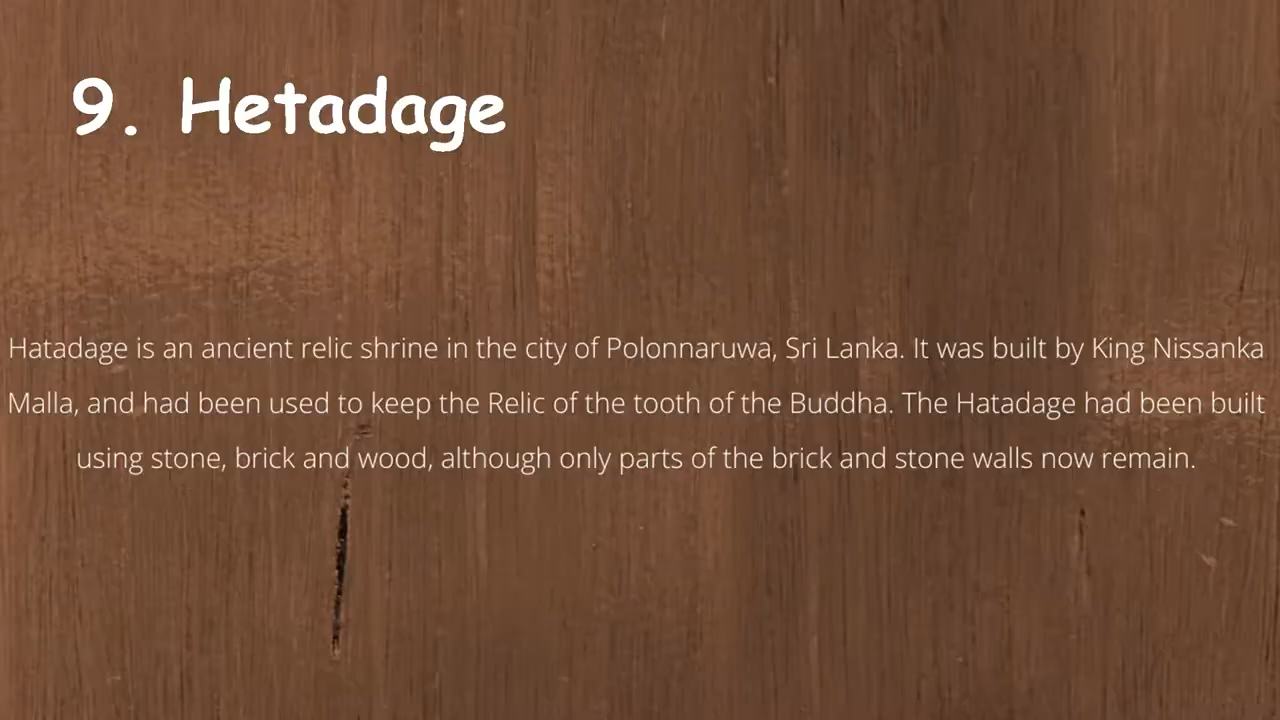 9. Hetadage
Hatadage is an ancient relic shrine in the city of Polonnaruwa, Sri Lanka. It was built by King Nissanka
Malla, and had been used to keep the Relic of the tooth of the Buddha. The Hatadage had been built
using stone, brick and wood, although only parts of the brick and stone walls now remain.